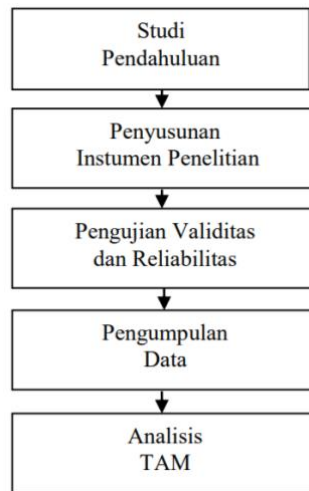 Studi
Pendahuluan
Penyusunan
Instumen Penelitian
Pengujian Validitas
dan Reliabilitas
Pengumpulan
Data
Analisis
TAM